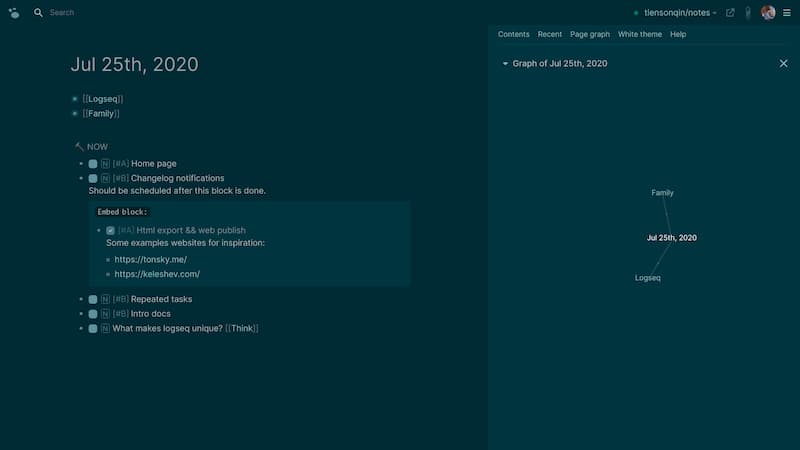 Search
tiensonqin/notes
Contents Recent Page graph White theme Help
Jul 25th, 2020
[[Logseq]]
[[Family]]
NOW
N [#A] Home page
N [#B] Changelog notifications
Should be scheduled after this block is done.
Embed block:
[#A] Html export && web publish
Some examples websites for inspiration:
https://tonsky.me/
https://keleshev.com/
N [#B] Repeated tasks
N [#B] Intro docs
N What makes logseq unique? [[Think]]
Graph of Jul 25th, 2020
Family
Jul 25th, 2020
Logseq